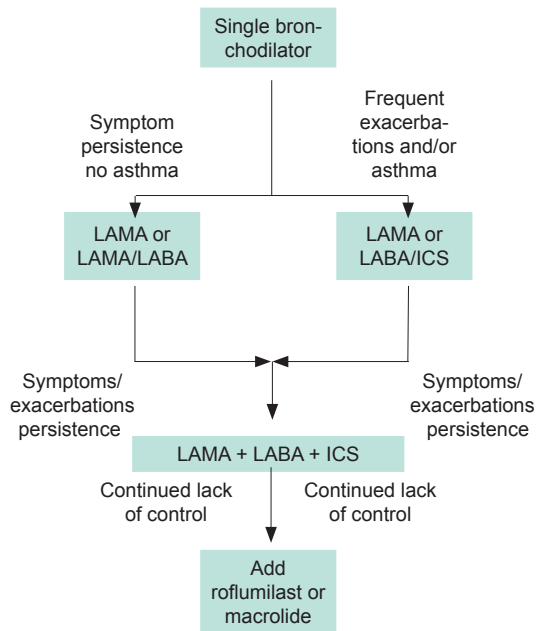 Single bron-
chodilator
Symptom
persistence
no asthma
Frequent
exacerba-
tions and/or
asthma
LAMA or
LAMA/LABA
LAMA or
LABA/ICS
Symptoms/
exacerbations
persistence
Symptoms/
exacerbations
persistence
LAMA + LABA + ICS
Continued lack
of control
Continued lack
of control
Add
roflumilast or
macrolide